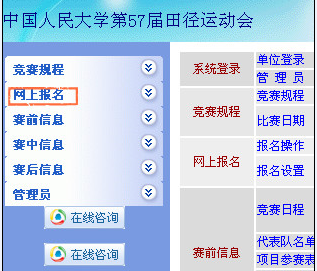 中国人民大学第57届田径运动会
竞赛规程
网上报名
赛前信息
赛中信息
赛后信息
管理员
在线咨询
在线咨询
系统登录
单位登录
管 理 员
竞赛规程
竞赛规程
比赛日期
网上报名
报名操作
报名设置
赛前信息
竞赛日程
代表队名单
项目参赛表